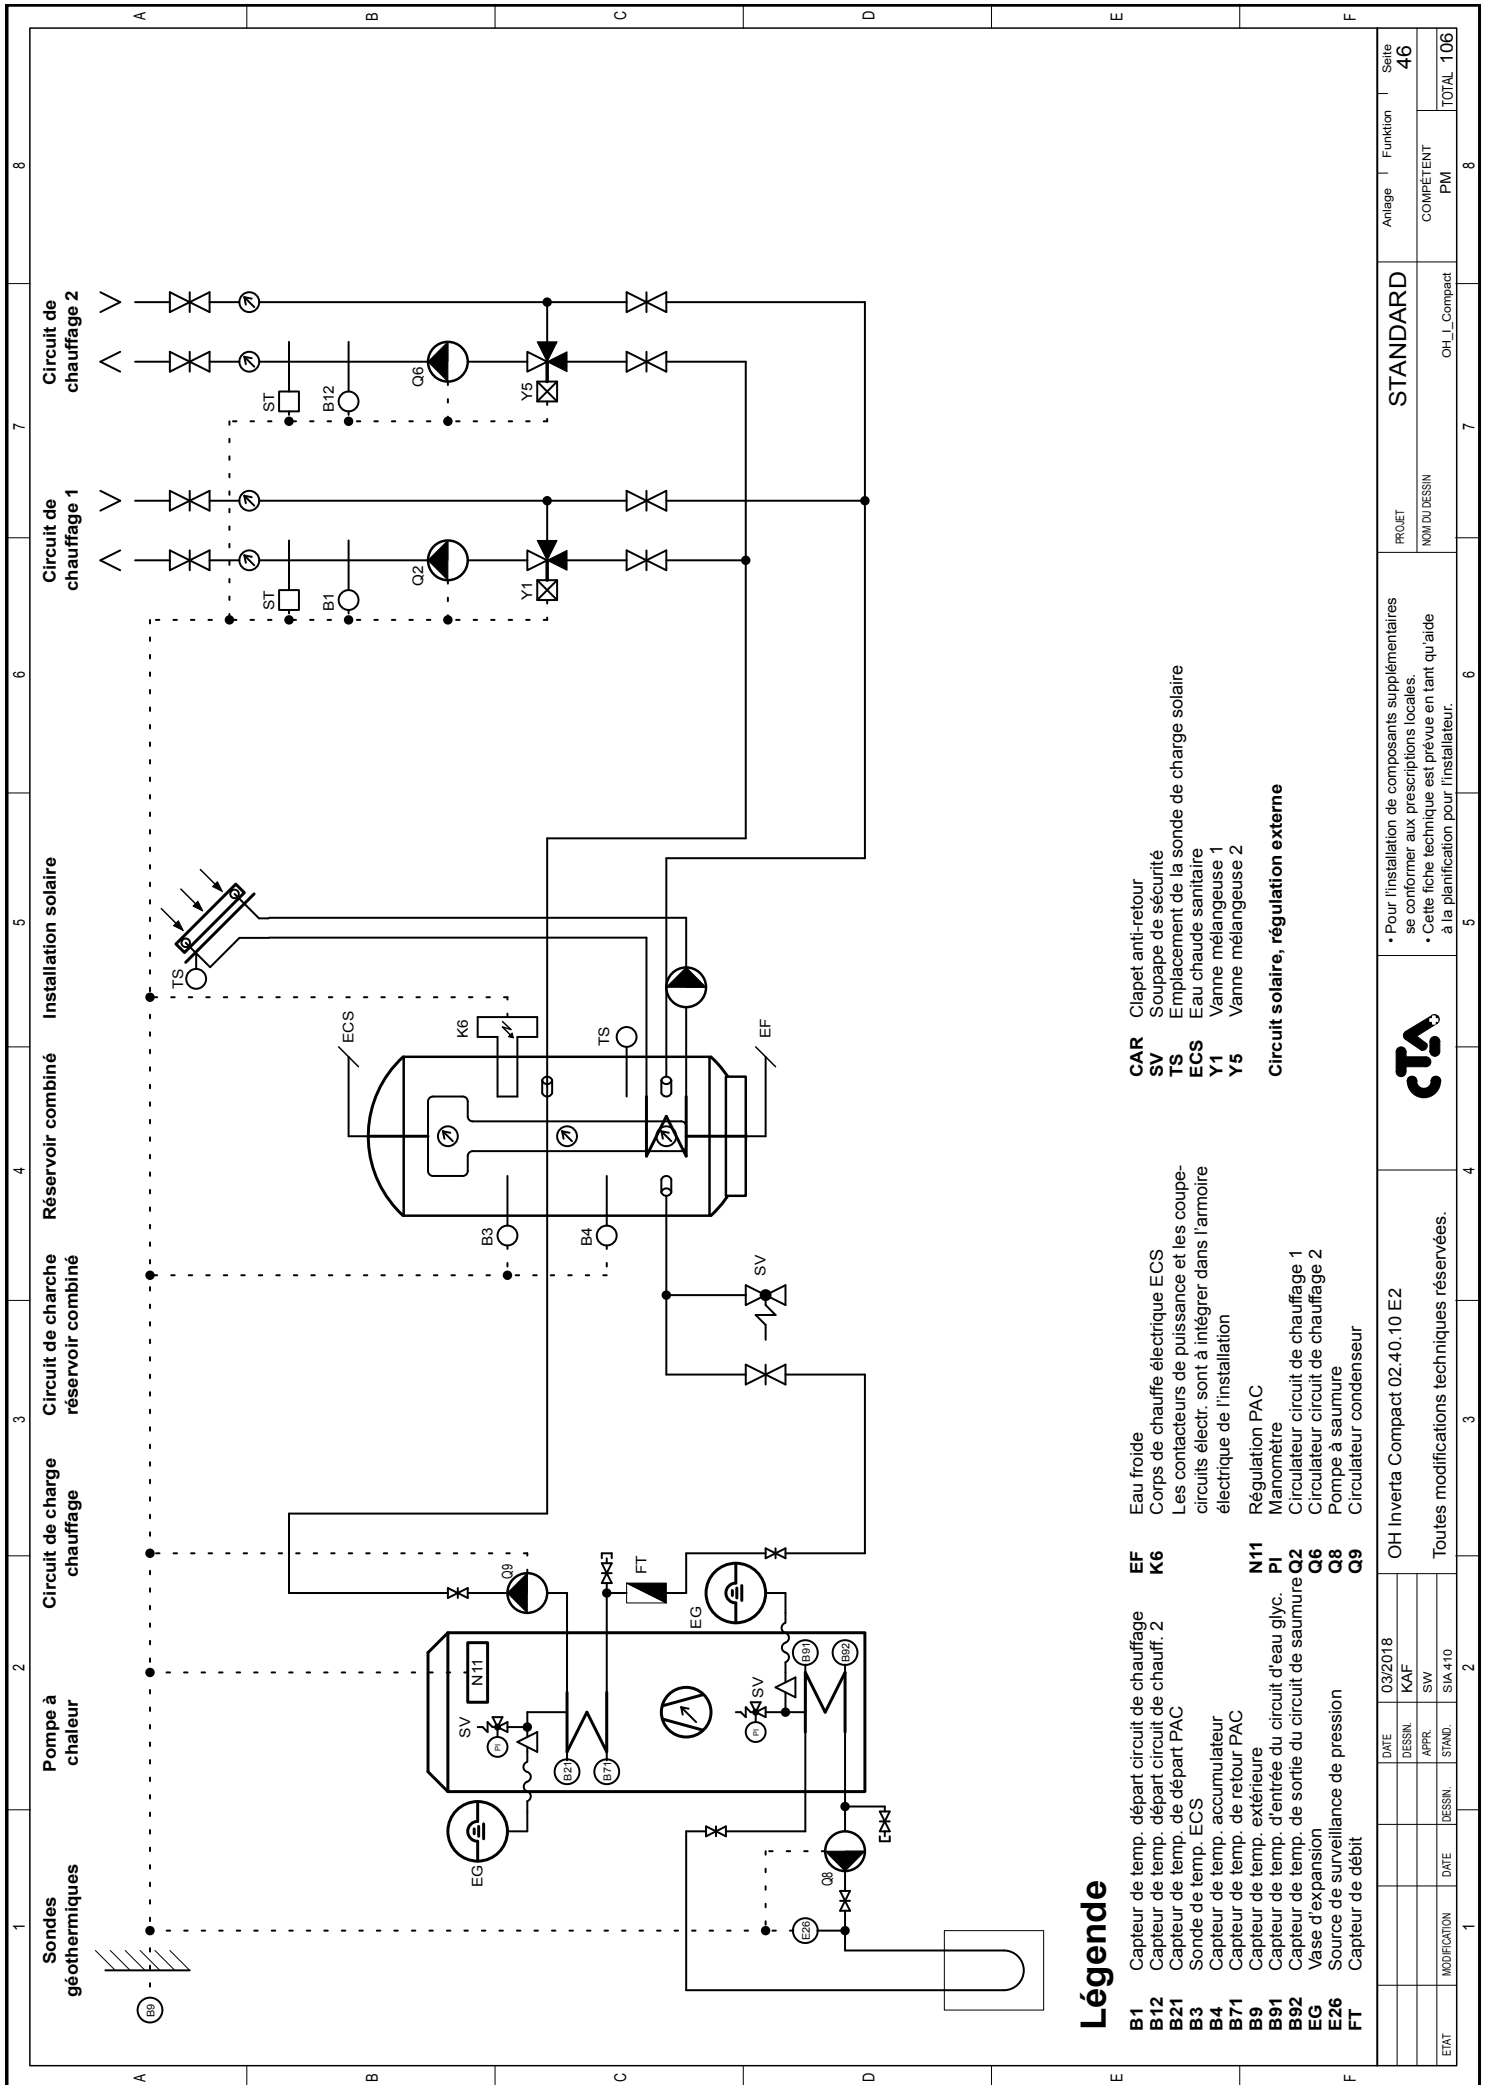 1 2 3 4 5 6 7 8
A
B
C
D
E
F
A
B
C
D
E
F
Sondes
géothermiques
Pompe à
chaleur
Circuit de charge
chauffage
Circuit de charche
réservoir combiné
Réservoir combiné
Installation solaire
Circuit de
chauffage 1
Circuit de
chauffage 2
B9
EG
SV
PI
N11
B21
B71
Q9
FT
EG
SV
PI
B91
B92
Q8
E26
B3
B4
SV
ECS
K6
TS
TS
EF
ST
B1
Q2
Y1
ST
B12
Q6
Y5
Légende
B1 Capteur de temp. départ circuit de chauffage
B12 Capteur de temp. départ circuit de chauff. 2
B21 Capteur de temp. de départ PAC
B3 Sonde de temp. ECS
B4 Capteur de temp. accumulateur
B71 Capteur de temp. de retour PAC
B9 Capteur de temp. extérieure
B91 Capteur de temp. d'entrée du circuit d'eau glyc.
B92 Capteur de temp. de sortie du circuit de saumure
EG Vase d'expansion
E26 Source de surveillance de pression
FT Capteur de débit
EF Eau froide
K6 Corps de chauffe électrique ECS
Les contacteurs de puissance et les coupe-
circuits électr. sont à intégrer dans l'armoire
électrique de l'installation
N11 Régulation PAC
PI Manomètre
Q2 Circulateur circuit de chauffage 1
Q6 Circulateur circuit de chauffage 2
Q8 Pompe à saumure
Q9 Circulateur condenseur
CAR Clapet anti-retour
SV Soupape de sécurité
TS Emplacement de la sonde de charge solaire
ECS Eau chaude sanitaire
Y1 Vanne mélangeuse 1
Y5 Vanne mélangeuse 2
Circuit solaire, régulation externe
ETAT MODIFICATION DATE DESSIN.
DATE 03/2018
DESSIN. KAF
APPR. SW
STAND. SIA 410
OH Inverta Compact 02.40.10 E2
Toutes modifications techniques réservées.
CTA
• Pour l'installation de composants supplémentaires
se conformer aux prescriptions locales.
• Cette fiche technique est prévue en tant qu'aide
à la planification pour l'installateur.
PROJET STANDARD
NOM DU DESSIN OH_I_Compact
Anlage Funktion Seite
46
COMPÉTENT
PM
TOTAL 106
1 2 3 4 5 6 7 8